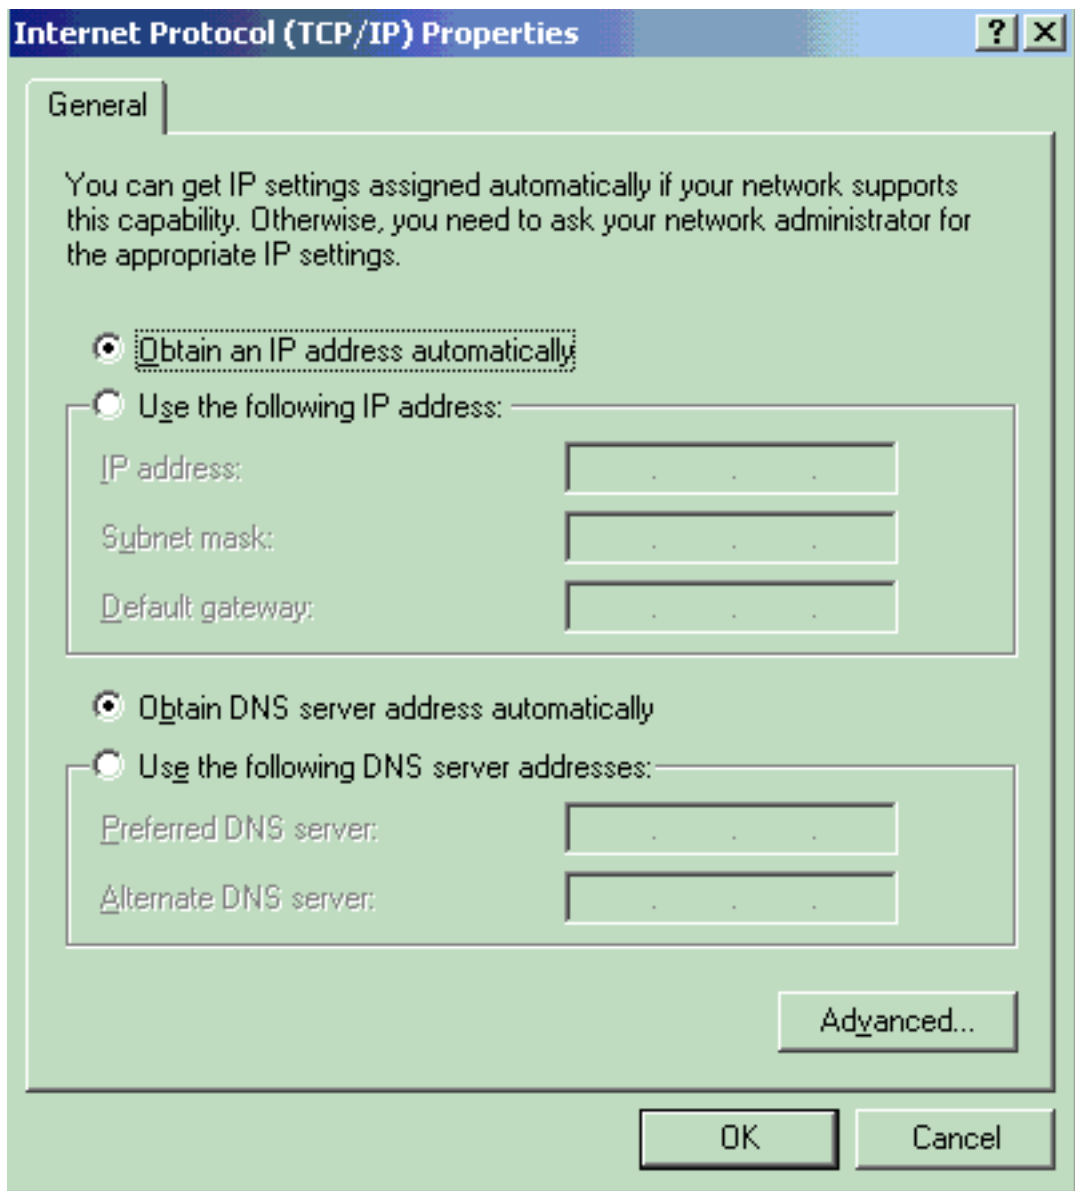 Internet Protocol (TCP/IP) Properties
General
You can get IP settings assigned automatically if your network supports
this capability. Otherwise, you need to ask your network administrator for
the appropriate IP settings.
Obtain an IP address automatically
Use the following IP address:
IP address:
Subnet mask:
Default gateway:
Obtain DNS server address automatically
Use the following DNS server addresses:
Preferred DNS server:
Alternate DNS server:
Advanced...
OK Cancel